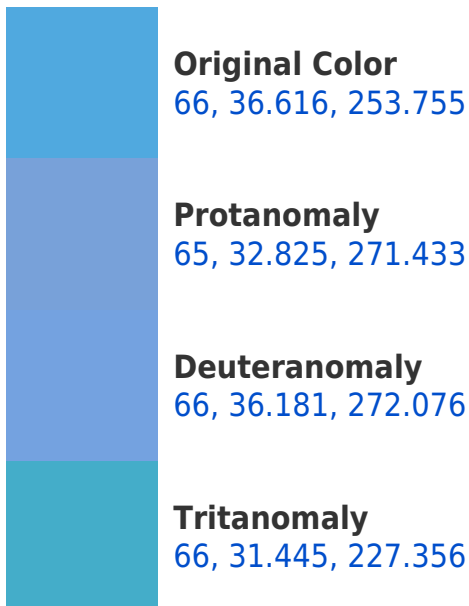 Original Color
66, 36.616, 253.755
Protanomaly
65, 32.825, 271.433
Deuteranomaly
66, 36.181, 272.076
Tritanomaly
66, 31.445, 227.356